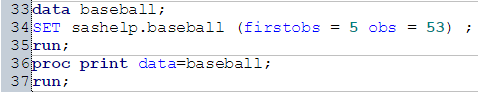 33 data baseball;
34 SET sashelp.baseball (firstobs = 5 obs = 53) ;
35 run;
36 proc print data=baseball;
37 run;